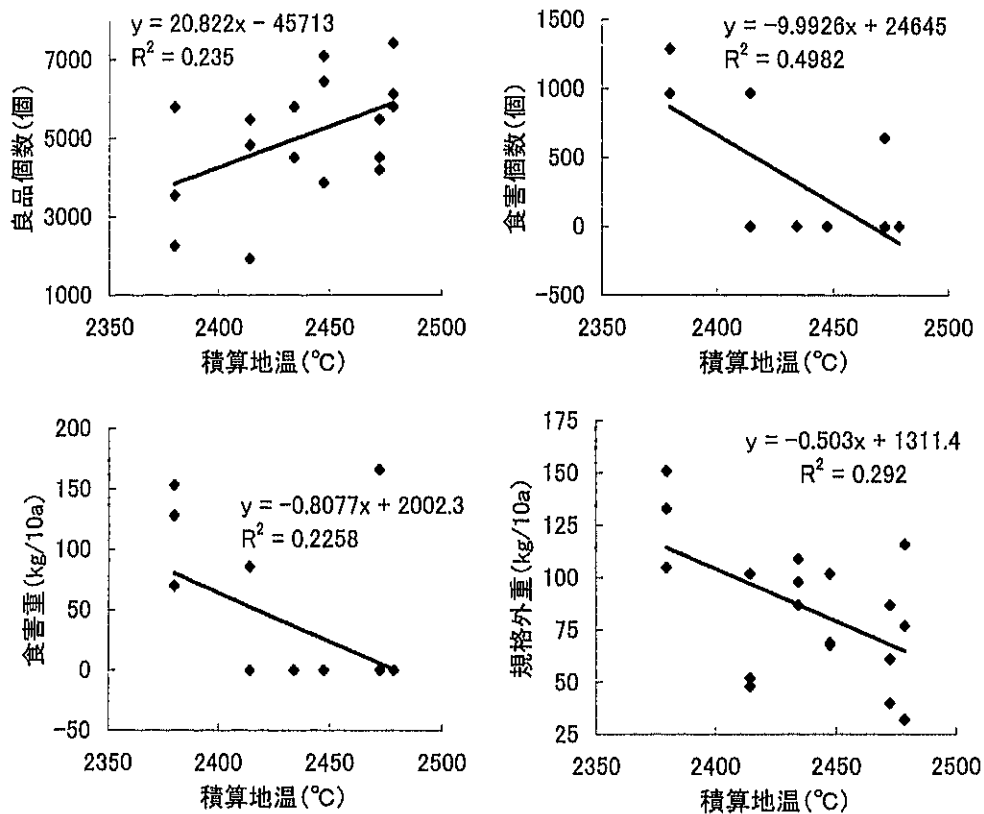 y = 20.822x − 45713
R² = 0.235
7000
5000
3000
1000
2350 2400 2450 2500
良品個数(個)
積算地温(℃)
y = −9.9926x + 24645
R² = 0.4982
1500
1000
500
0
−500
2350 2400 2450 2500
食害個数(個)
積算地温(℃)
200
150
100
50
0
−50
y = −0.8077x + 2002.3
R² = 0.2258
2350 2400 2450 2500
食害重(kg/10a)
積算地温(℃)
175
150
125
100
75
50
25
y = −0.503x + 1311.4
R² = 0.292
2350 2400 2450 2500
規格外重(kg/10a)
積算地温(℃)